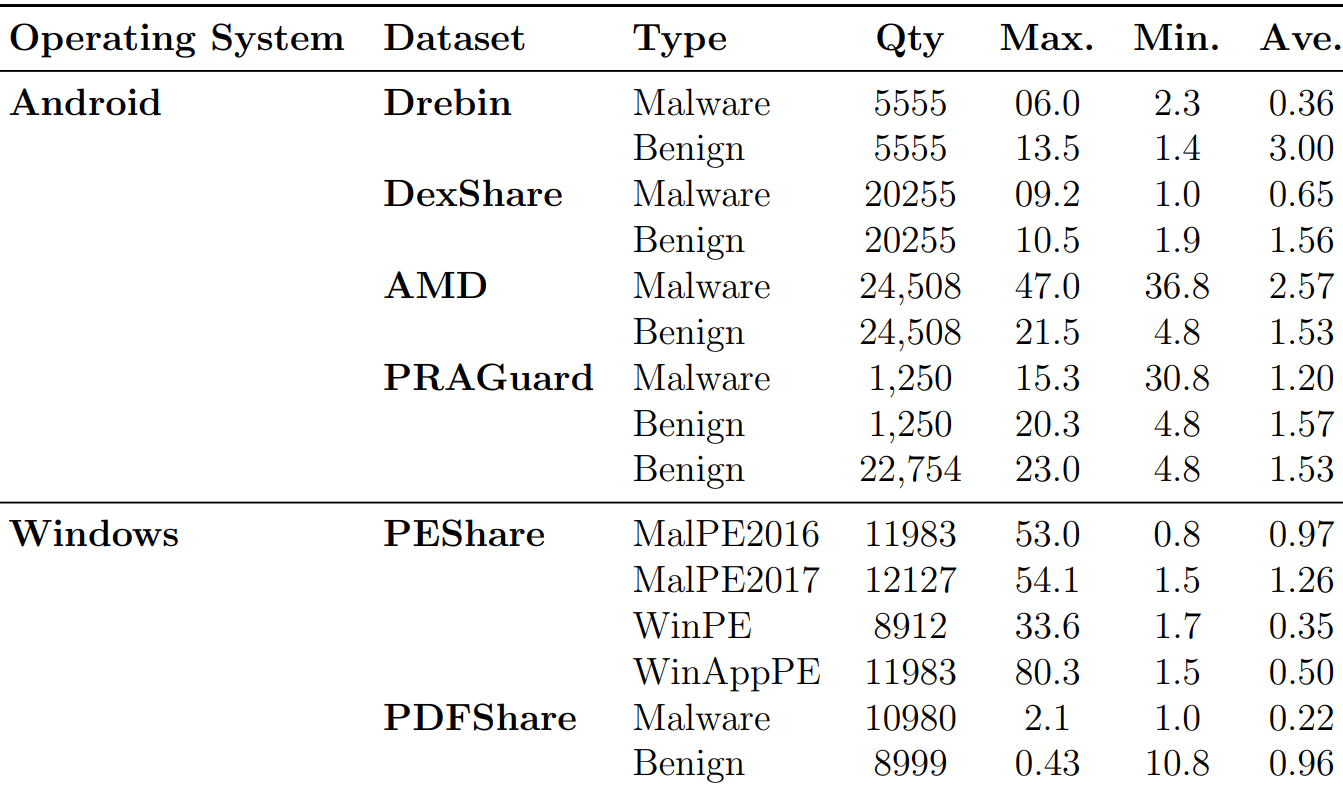 Operating System Dataset Type Qty Max. Min. Ave.
Android Drebin Malware 5555 06.0 2.3 0.36
Benign 5555 13.5 1.4 3.00
DexShare Malware 20255 09.2 1.0 0.65
Benign 20255 10.5 1.9 1.56
AMD Malware 24,508 47.0 36.8 2.57
Benign 24,508 21.5 4.8 1.53
PRAGuard Malware 1,250 15.3 30.8 1.20
Benign 1,250 20.3 4.8 1.57
Benign 22,754 23.0 4.8 1.53
Windows PEShare MalPE2016 11983 53.0 0.8 0.97
MalPE2017 12127 54.1 1.5 1.26
WinPE 8912 33.6 1.7 0.35
WinAppPE 11983 80.3 1.5 0.50
PDFShare Malware 10980 2.1 1.0 0.22
Benign 8999 0.43 10.8 0.96